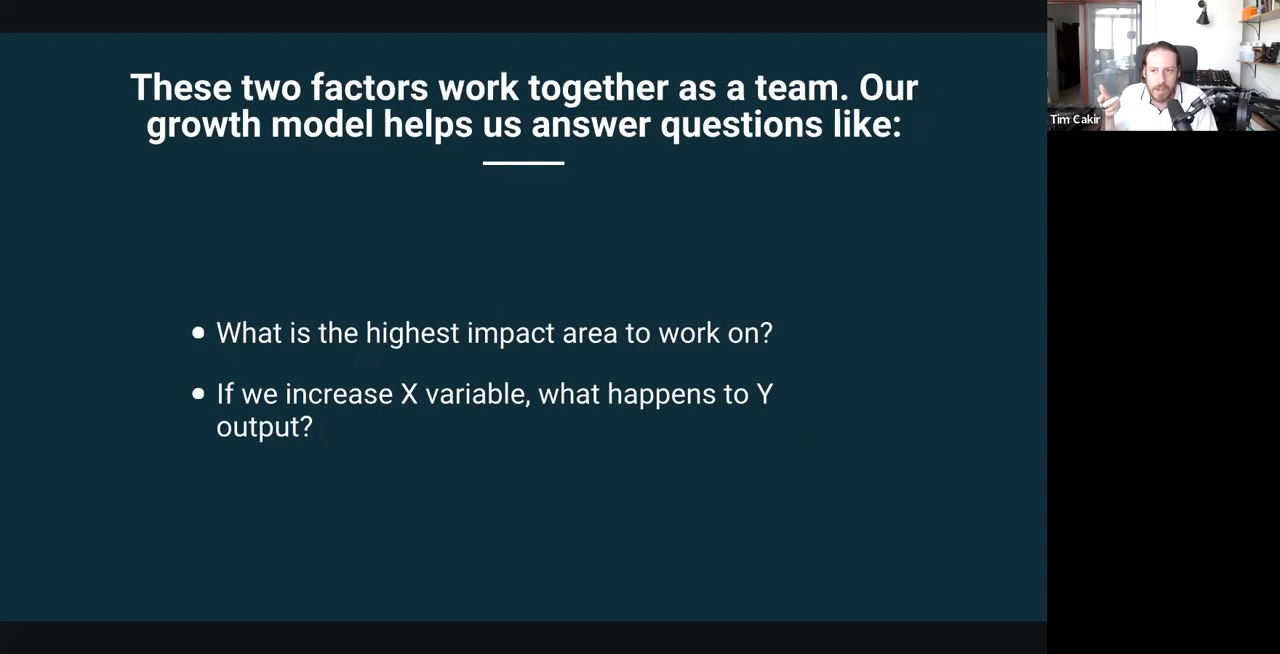 These two factors work together as a team. Our
growth model helps us answer questions like:
What is the highest impact area to work on?
If we increase X variable, what happens to Y
output?
Tim Cakir